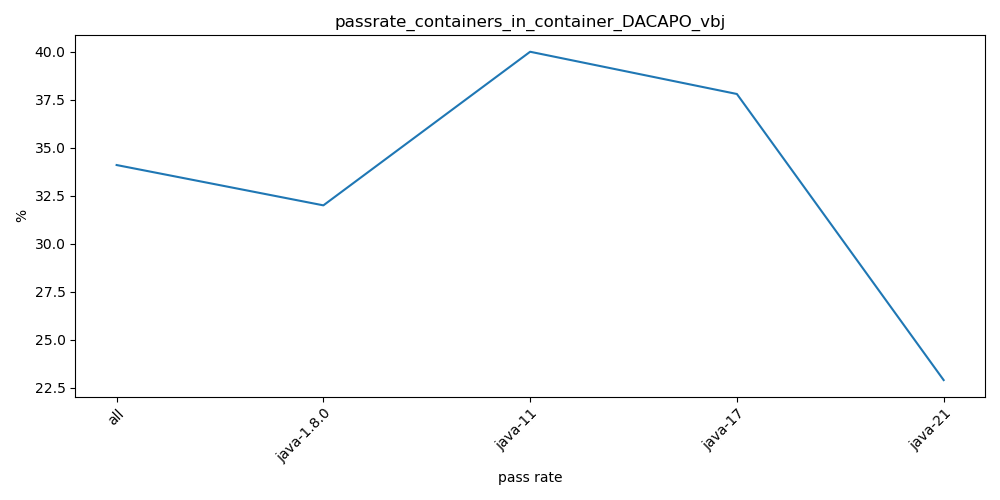 passrate_containers_in_container_DACAPO_vbj
40.0
37.5
35.0
32.5
30.0
27.5
25.0
22.5
%
all
java-1.8.0
java-11
java-17
java-21
pass rate